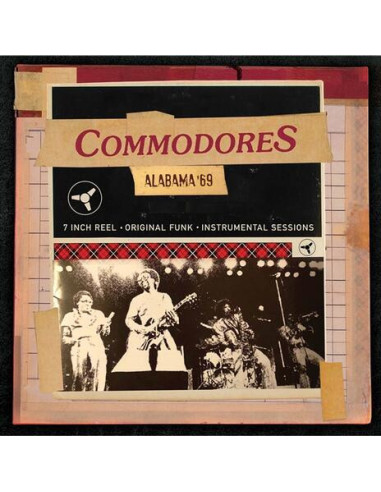 COMMODORES
ALABAMA '69
7 INCH REEL • ORIGINAL FUNK • INSTRUMENTAL SESSIONS